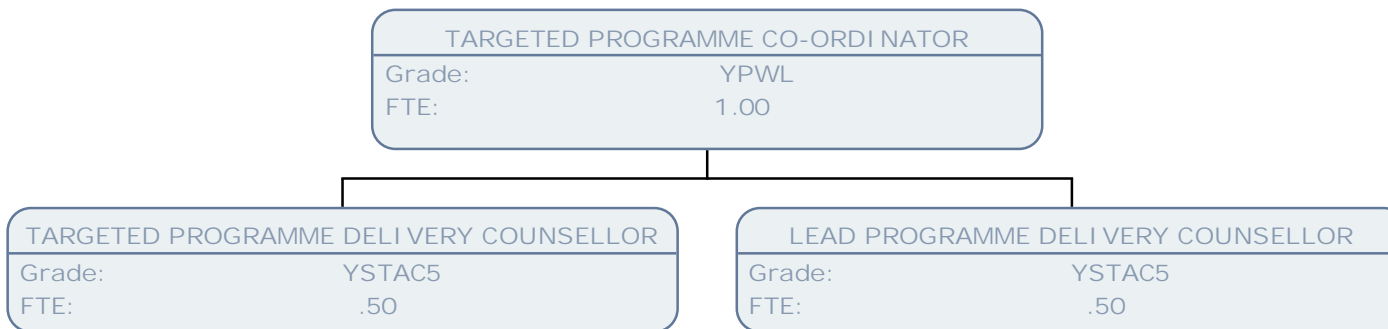 TARGETED PROGRAMME CO-ORDINATOR
Grade: YPWL
FTE: 1.00
TARGETED PROGRAMME DELIVERY COUNSELLOR
Grade: YSTAC5
FTE: .50
LEAD PROGRAMME DELIVERY COUNSELLOR
Grade: YSTAC5
FTE: .50